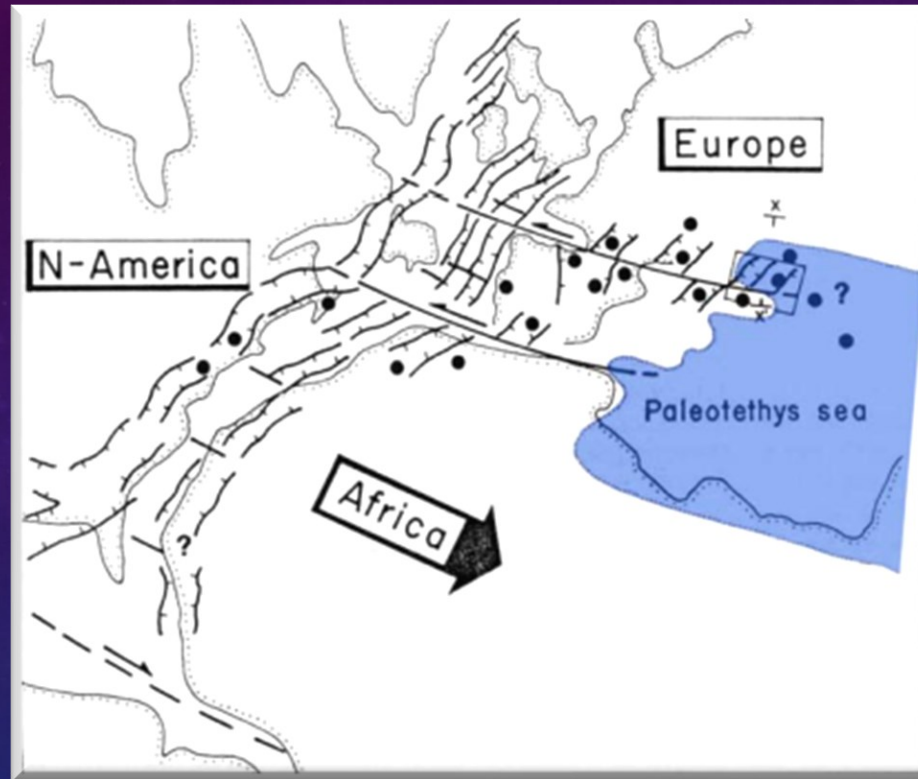 Europe
x
N-America
?
x
Paleotethys sea
Africa
?